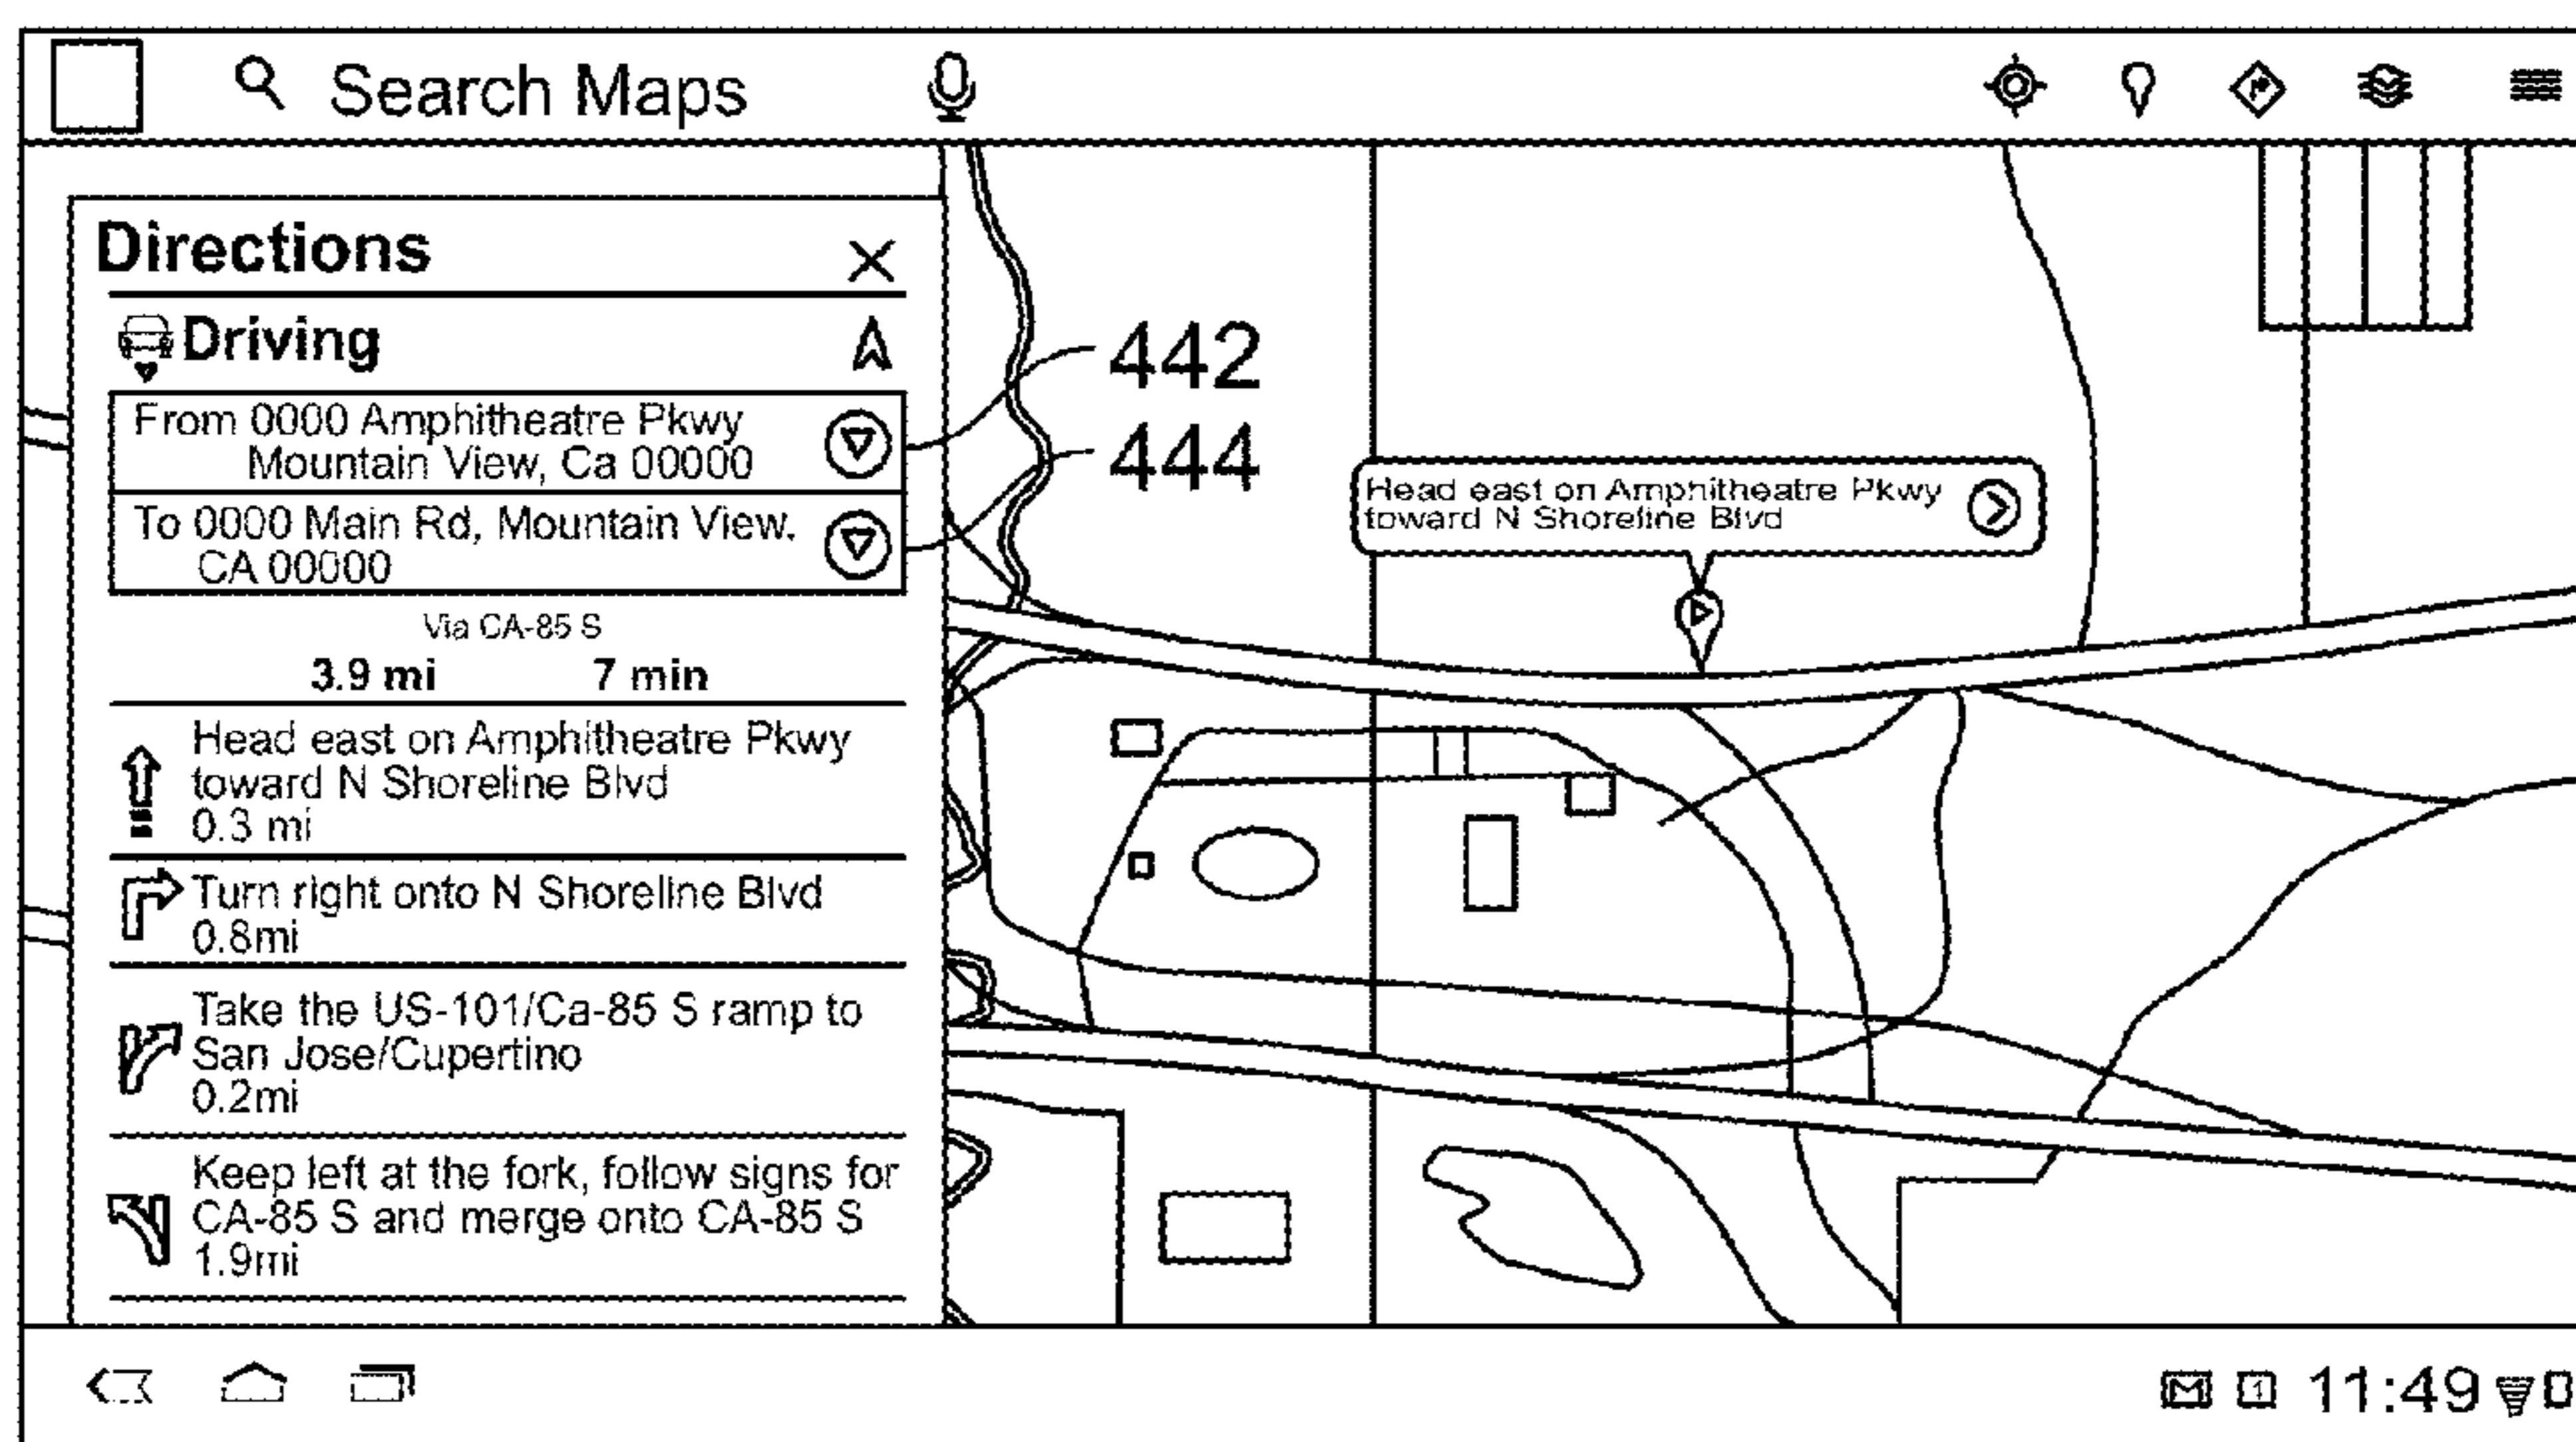 Search Maps
Directions
Driving
From 0000 Amphitheatre Pkwy
Mountain View, Ca 00000
To 0000 Main Rd, Mountain View.
CA 00000
Via CA-85 S
3.9 mi 7 min
Head east on Amphitheatre Pkwy
toward N Shoreline Blvd
0.3 mi
Turn right onto N Shoreline Blvd
0.8mi
Take the US-101/Ca-85 S ramp to
San Jose/Cupertino
0.2mi
Keep left at the fork, follow signs for
CA-85 S and merge onto CA-85 S
1.9mi
442
444
Head east on Amphitheatre Pkwy
toward N Shoreline Blvd
1 11:49